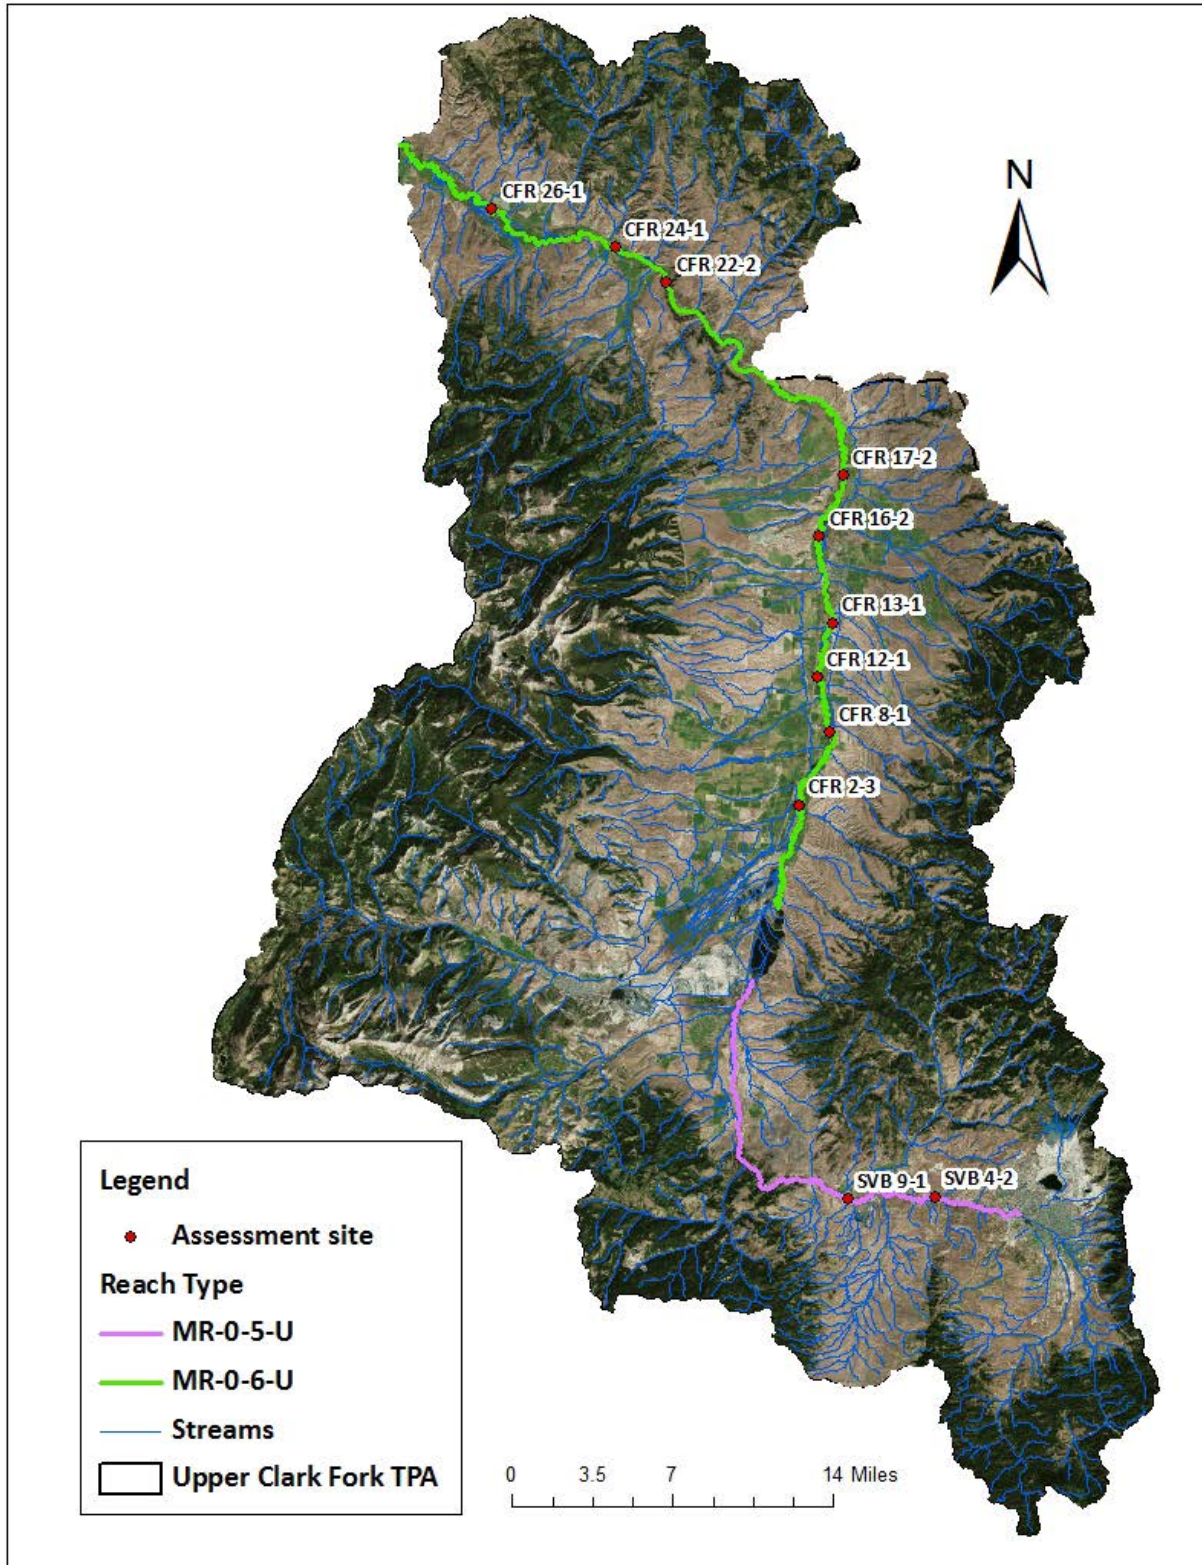 N
CFR 26-1
CFR 24-1
CFR 22-2
CFR 17-2
CFR 16-2
CFR 13-1
CFR 12-1
CFR 8-1
CFR 2-3
SVB 9-1
SVB 4-2
Legend
Assessment site
Reach Type
MR-0-5-U
MR-0-6-U
Streams
Upper Clark Fork TPA
0 3.5 7 14 Miles